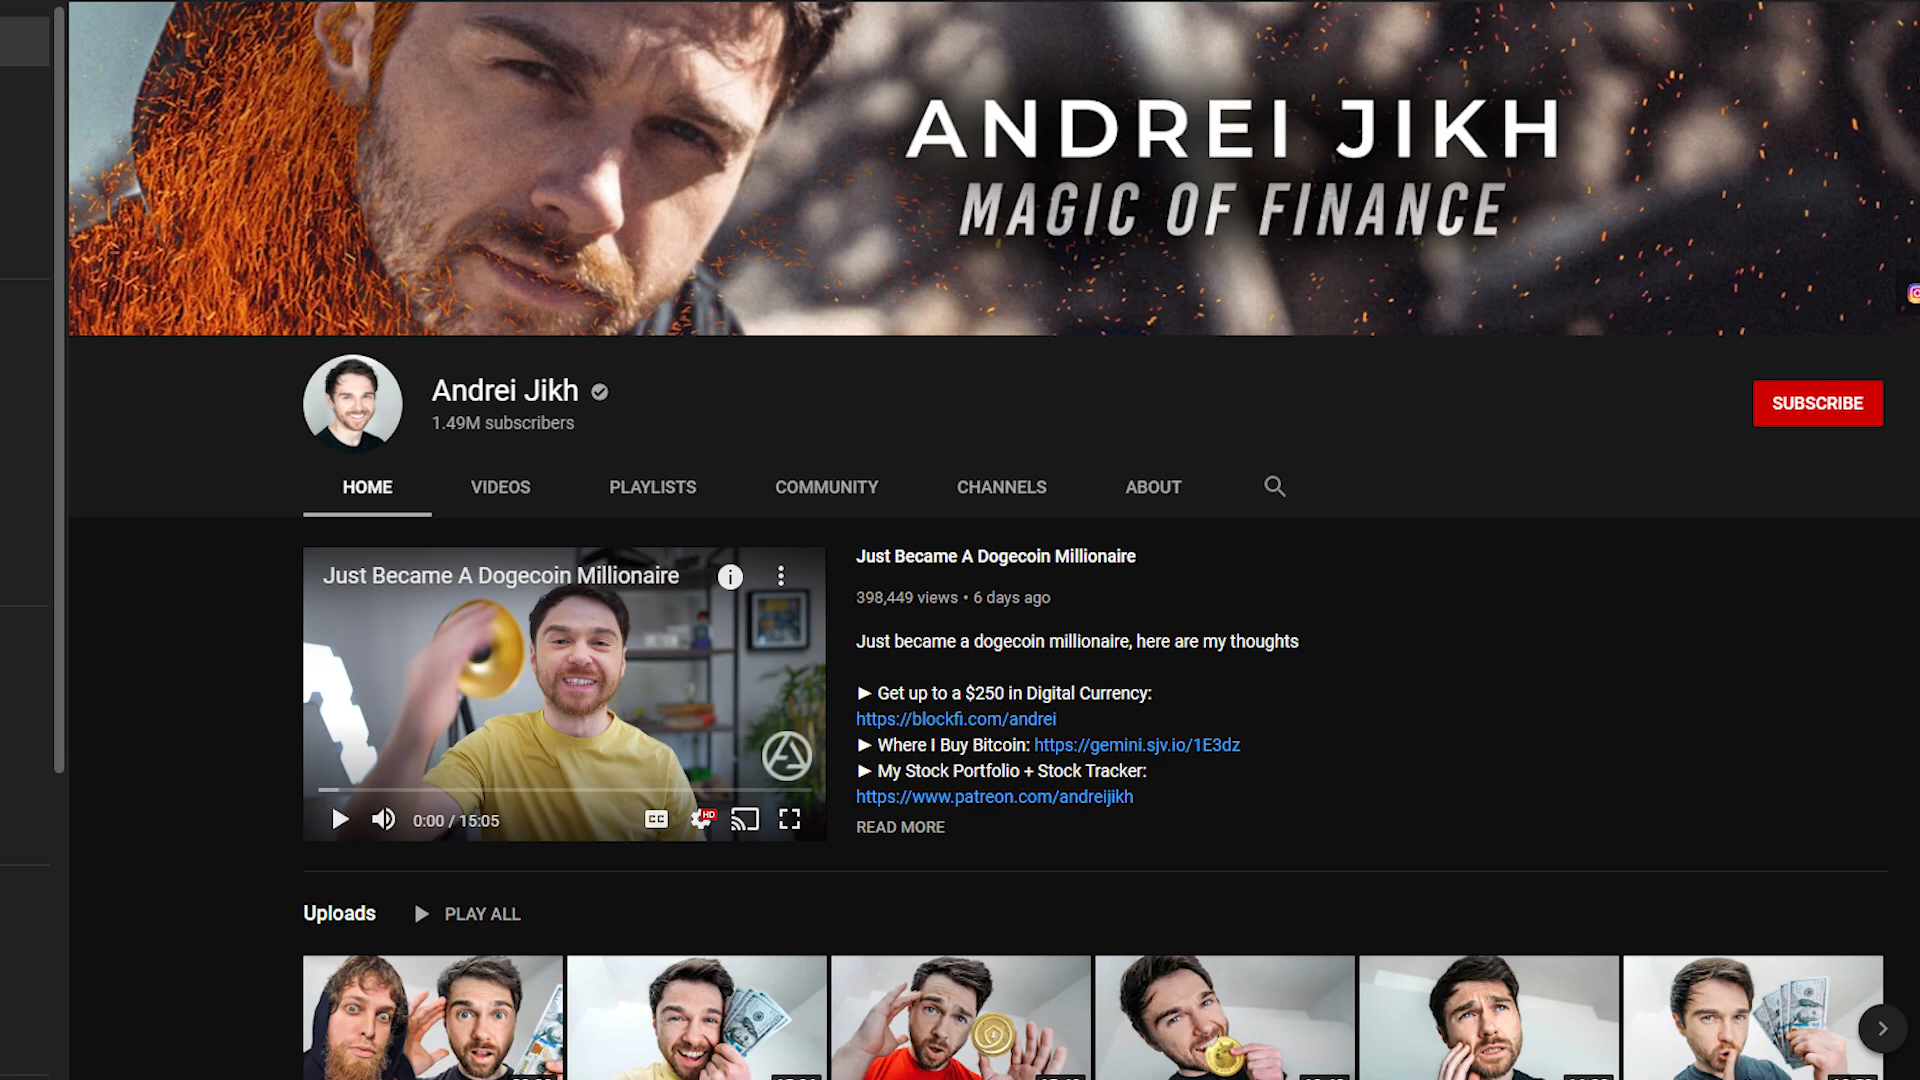 ANDREI JIKH
MAGIC OF FINANCE
Andrei Jikh
1.49M subscribers
SUBSCRIBE
HOME VIDEOS PLAYLISTS COMMUNITY CHANNELS ABOUT
Just Became A Dogecoin Millionaire
0:00 / 15:05
CC
HD
Just Became A Dogecoin Millionaire
398,449 views • 6 days ago
Just became a dogecoin millionaire, here are my thoughts
► Get up to a $250 in Digital Currency:
https://blockfi.com/andrei
► Where I Buy Bitcoin: https://gemini.sjv.io/1E3dz
► My Stock Portfolio + Stock Tracker:
https://www.patreon.com/andreijikh
READ MORE
Uploads PLAY ALL